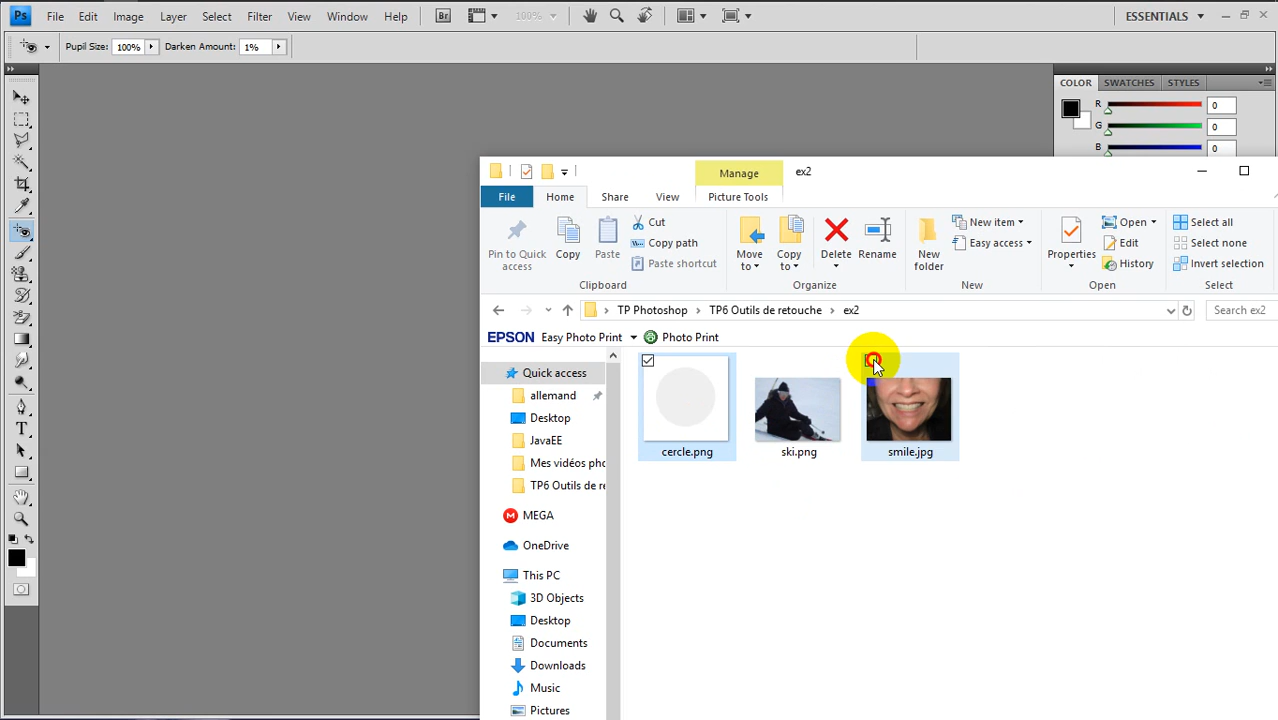 Ps File Edit Image Layer Select Filter View Window Help Br 100% ESSENTIALS
Pupil Size: 100% Darken Amount: 1%
COLOR SWATCHES STYLES
R 0
G 0
B 0
Manage ex2
File Home Share View Picture Tools
Pin to Quick access
Copy
Paste
Cut
Copy path
Paste shortcut
Clipboard
Move to
Copy to
Delete
Rename
Organize
New folder
New item
Easy access
New
Properties
Open
Edit
History
Open
Select all
Select none
Invert selection
Select
TP Photoshop › TP6 Outils de retouche › ex2
Search ex2
EPSON Easy Photo Print Photo Print
Quick access
allemand
Desktop
JavaEE
Mes vidéos pho
TP6 Outils de re
MEGA
OneDrive
This PC
3D Objects
Desktop
Documents
Downloads
Music
Pictures
cercle.png
ski.png
smile.jpg